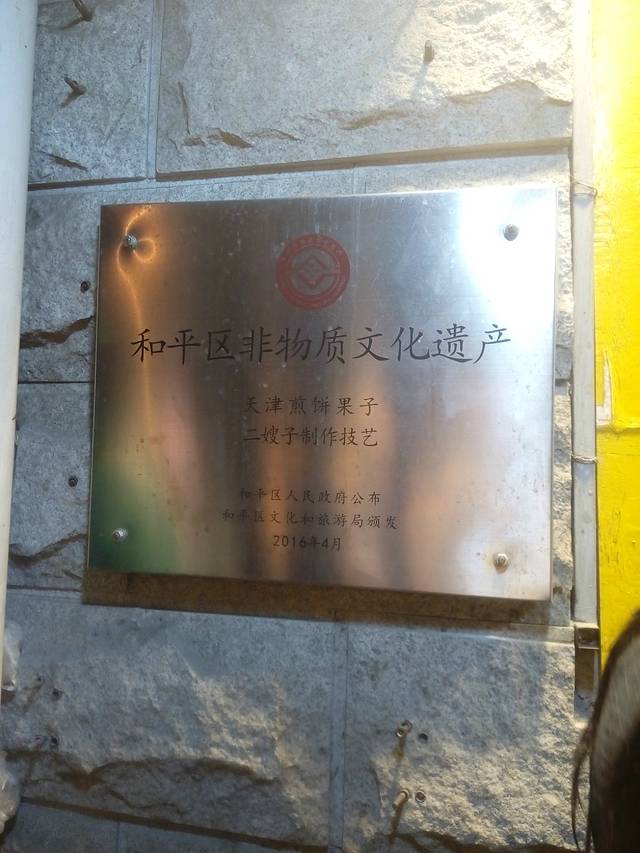 和平区非物质文化遗产
天津煎饼果子
二嫂子制作技艺
和平区人民政府公布
和平区文化和旅游局颁发
2016年4月